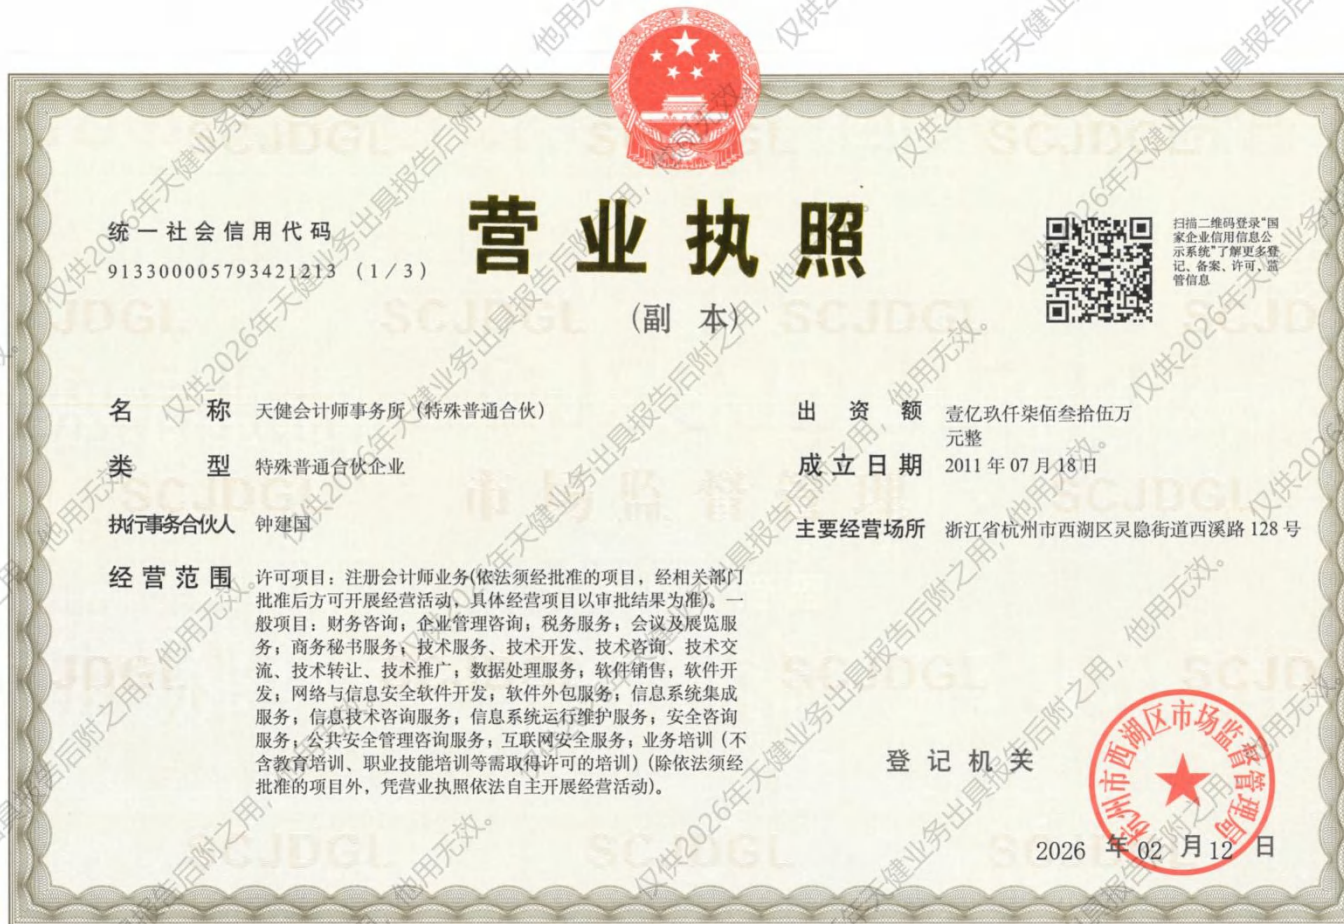 营业执照
（副 本）
统一社会信用代码
913300005793421213（1/3）
扫描二维码登录“国
家企业信用信息公
示系统”了解更多登
记、备案、许可、监
管信息
名 称 天健会计师事务所（特殊普通合伙）
类 型 特殊普通合伙企业
执行事务合伙人 钟建国
经营范围 许可项目：注册会计师业务(依法须经批准的项目，经相关部门
批准后方可开展经营活动，具体经营项目以审批结果为准)。一
般项目：财务咨询；企业管理咨询；税务服务；会议及展览服
务；商务秘书服务；技术服务、技术开发、技术咨询、技术交
流、技术转让、技术推广；数据处理服务；软件销售；软件开
发；网络与信息安全软件开发；软件外包服务；信息系统集成
服务；信息技术咨询服务；信息系统运行维护服务；安全咨询
服务；公共安全管理咨询服务；互联网安全服务；业务培训（不
含教育培训、职业技能培训等需取得许可的培训）(除依法须经
批准的项目外，凭营业执照依法自主开展经营活动)。
出 资 额 壹亿玖仟柒佰叁拾伍万
元整
成立日期 2011年07月18日
主要经营场所 浙江省杭州市西湖区灵隐街道西溪路128号
登记机关
杭州市西湖区市场监督管理局
2026 年 02 月 12 日
仅供2026年天健业务出具报告后附之用，他用无效。
SCJDGL
市场监督管理